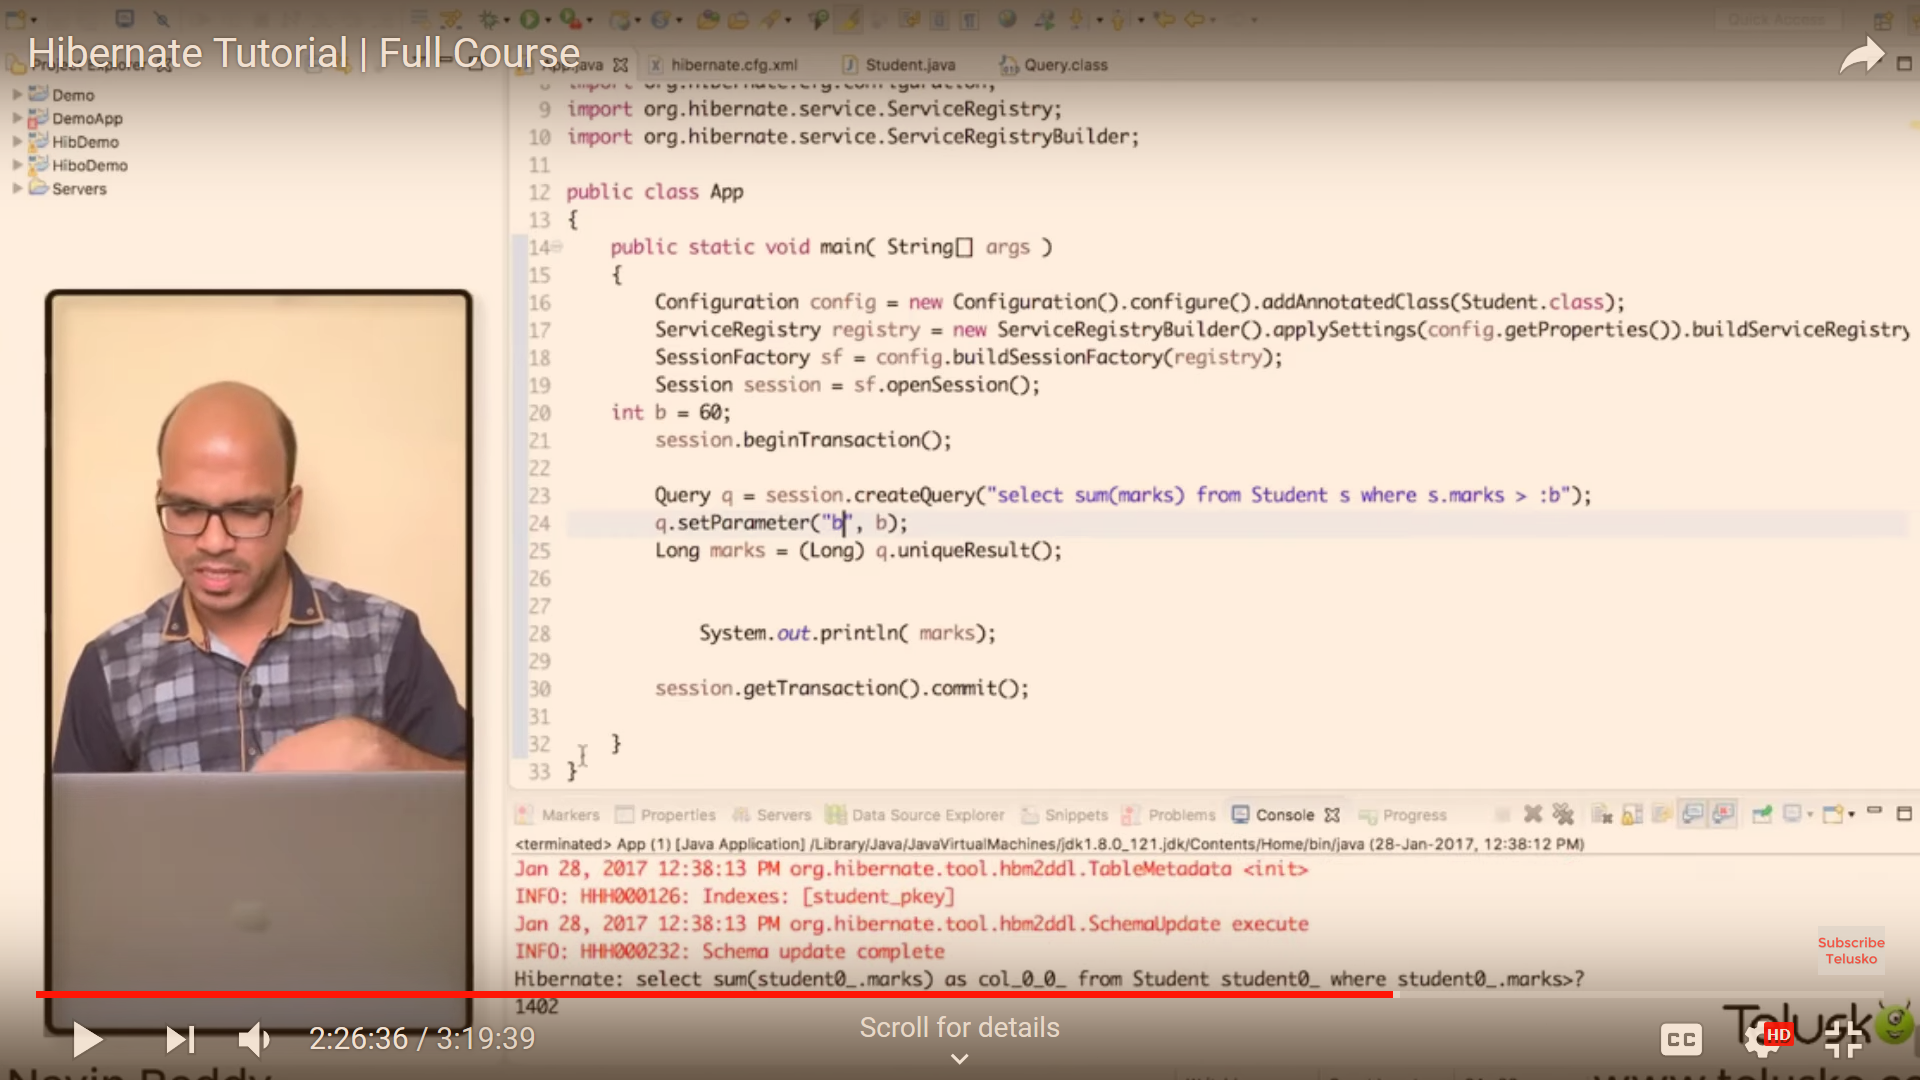 Hibernate Tutorial | Full Course
Quick Access
App.java
hibernate.cfg.xml
Student.java
Query.class
Demo
DemoApp
HibDemo
HiboDemo
Servers
9 import org.hibernate.service.ServiceRegistry;
10 import org.hibernate.service.ServiceRegistryBuilder;
11
12 public class App
13 {
14 public static void main( String[] args )
15 {
16 Configuration config = new Configuration().configure().addAnnotatedClass(Student.class);
17 ServiceRegistry registry = new ServiceRegistryBuilder().applySettings(config.getProperties()).buildServiceRegistry
18 SessionFactory sf = config.buildSessionFactory(registry);
19 Session session = sf.openSession();
20 int b = 60;
21 session.beginTransaction();
22
23 Query q = session.createQuery("select sum(marks) from Student s where s.marks > :b");
24 q.setParameter("b", b);
25 Long marks = (Long) q.uniqueResult();
26
27
28 System.out.println( marks);
29
30 session.getTransaction().commit();
31
32 }
33 }
Markers Properties Servers Data Source Explorer Snippets Problems Console Progress
<terminated> App (1) [Java Application] /Library/Java/JavaVirtualMachines/jdk1.8.0_121.jdk/Contents/Home/bin/java (28-Jan-2017, 12:38:12 PM)
Jan 28, 2017 12:38:13 PM org.hibernate.tool.hbm2ddl.TableMetadata <init>
INFO: HHH000126: Indexes: [student_pkey]
Jan 28, 2017 12:38:13 PM org.hibernate.tool.hbm2ddl.SchemaUpdate execute
INFO: HHH000232: Schema update complete
Hibernate: select sum(student0_.marks) as col_0_0_ from Student student0_ where student0_.marks>?
1402
Subscribe
Telusko
2:26:36 / 3:19:39
Scroll for details
CC
HD